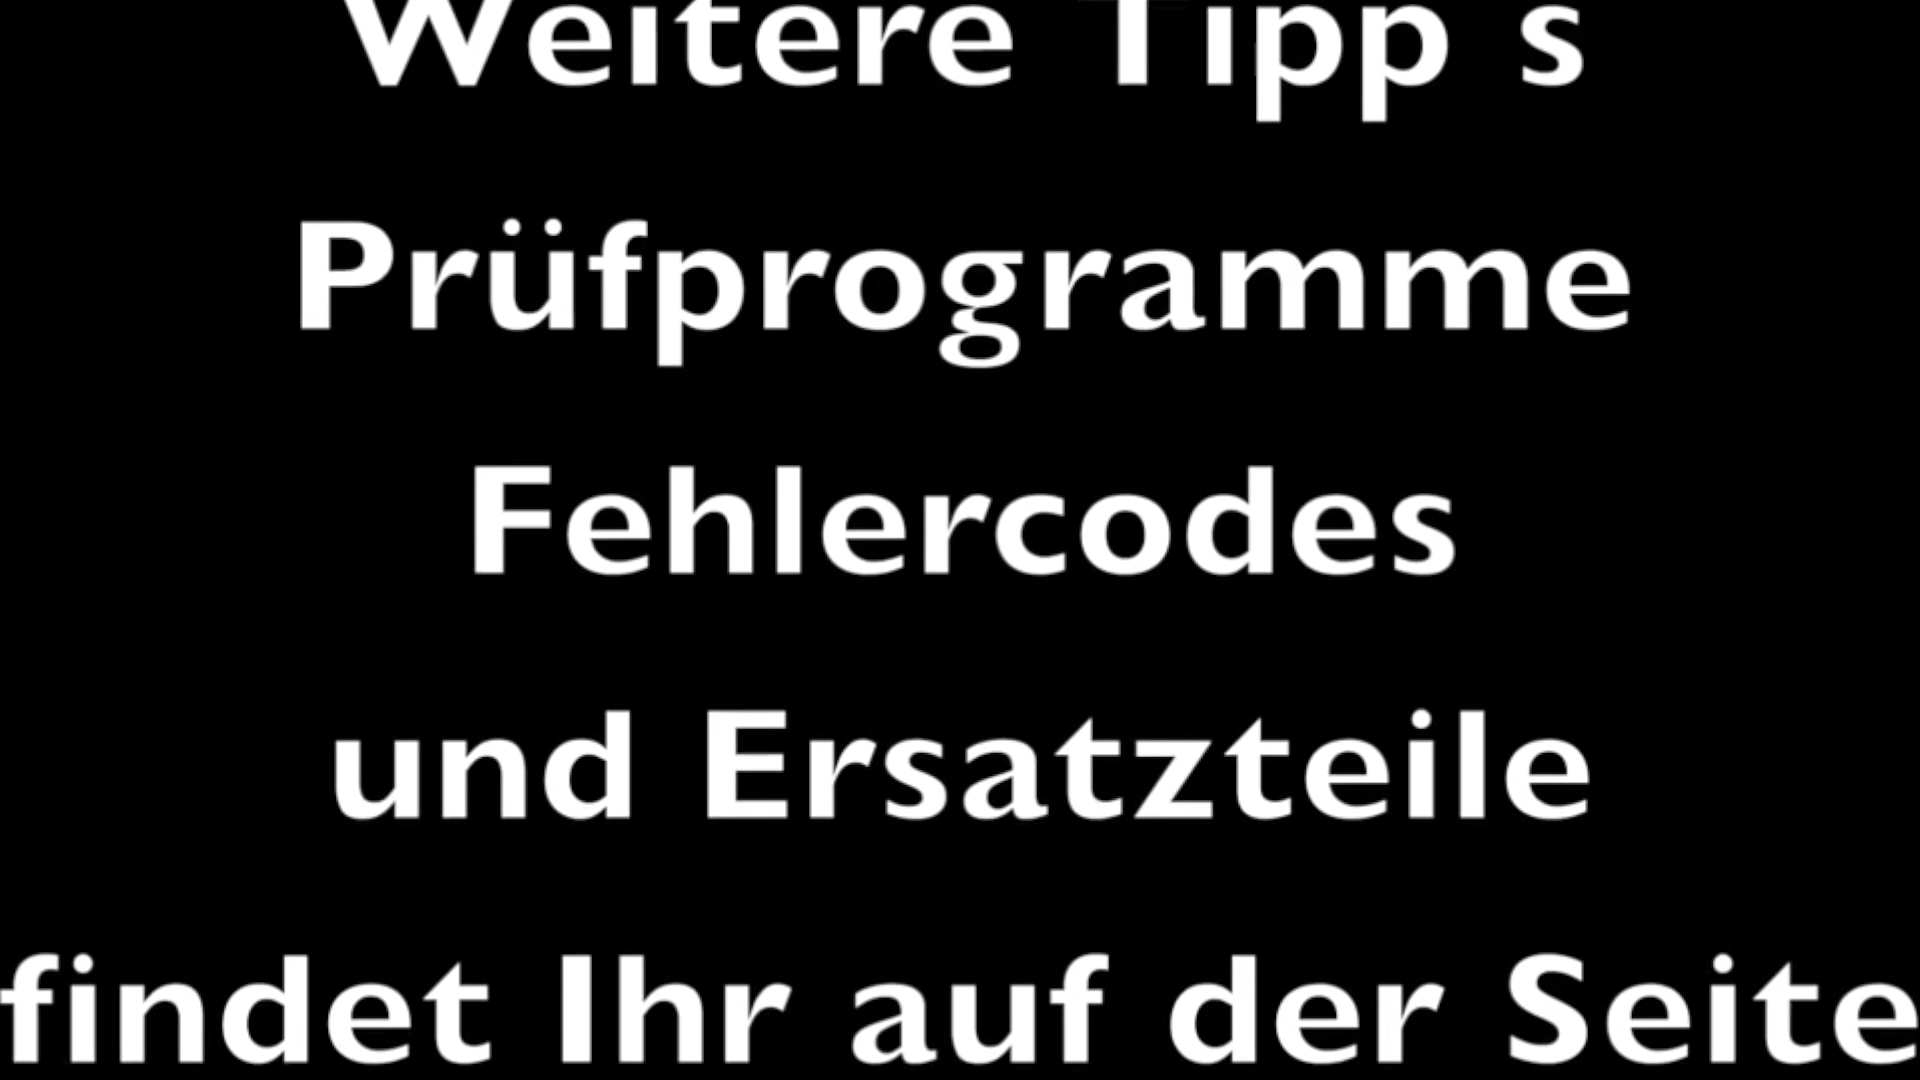 Weitere Tipp s
Prüfprogramme
Fehlercodes
und Ersatzteile
findet Ihr auf der Seite